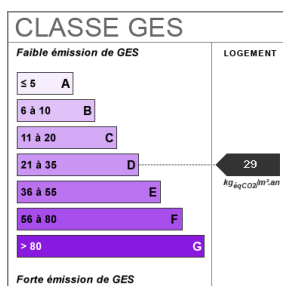 CLASSE GES
Faible émission de GES
LOGEMENT
≤ 5 A
6 à 10 B
11 à 20 C
21 à 35 D
29
kgéqCO2/m².an
36 à 55 E
56 à 80 F
> 80 G
Forte émission de GES